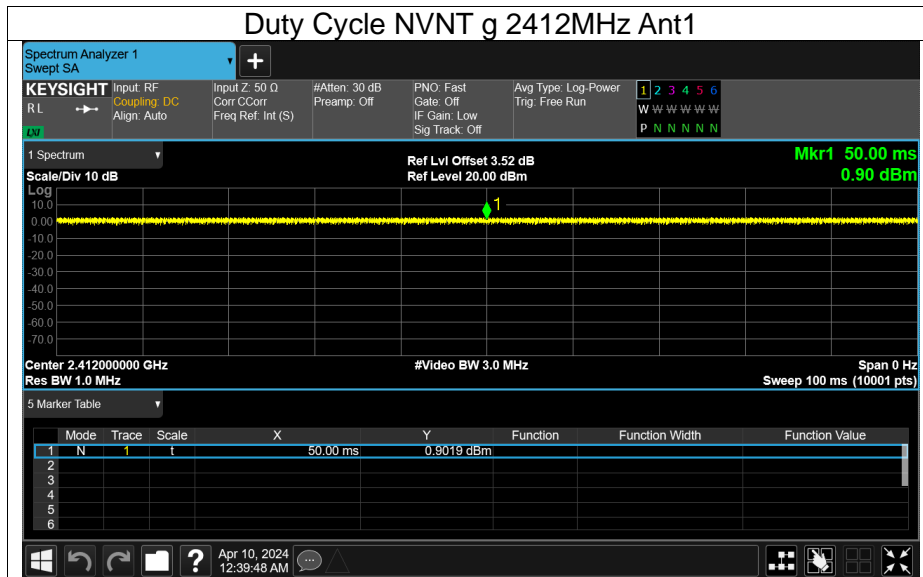 Duty Cycle NVNT g 2412MHz Ant1
Spectrum Analyzer 1
Swept SA
KEYSIGHT
RL
LXI
Input: RF
Coupling: DC
Align: Auto
Input Z: 50 Ω
Corr CCorr
Freq Ref: Int (S)
#Atten: 30 dB
Preamp: Off
PNO: Fast
Gate: Off
IF Gain: Low
Sig Track: Off
Avg Type: Log-Power
Trig: Free Run
1 2 3 4 5 6
W W W W W W
P N N N N N
1 Spectrum
Scale/Div 10 dB
Ref Lvl Offset 3.52 dB
Ref Level 20.00 dBm
Mkr1 50.00 ms
0.90 dBm
Log
10.0
0.00
-10.0
-20.0
-30.0
-40.0
-50.0
-60.0
-70.0
1
Center 2.412000000 GHz
Res BW 1.0 MHz
#Video BW 3.0 MHz
Span 0 Hz
Sweep 100 ms (10001 pts)
5 Marker Table
Mode Trace Scale X Y Function Function Width Function Value
1 N 1 t 50.00 ms 0.9019 dBm
2
3
4
5
6
?
Apr 10, 2024
12:39:48 AM